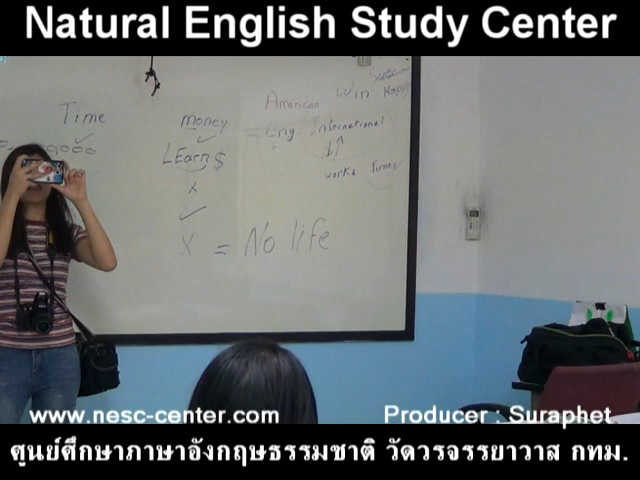 Natural English Study Center
Time
money
American
Win
Happy
= Eng
International
LEarn $
works Timer
x
x = No life
www.nesc-center.com
Producer : Suraphet
ศูนย์ศึกษาภาษาอังกฤษธรรมชาติ วัดวรจรรยาวาส กทม.